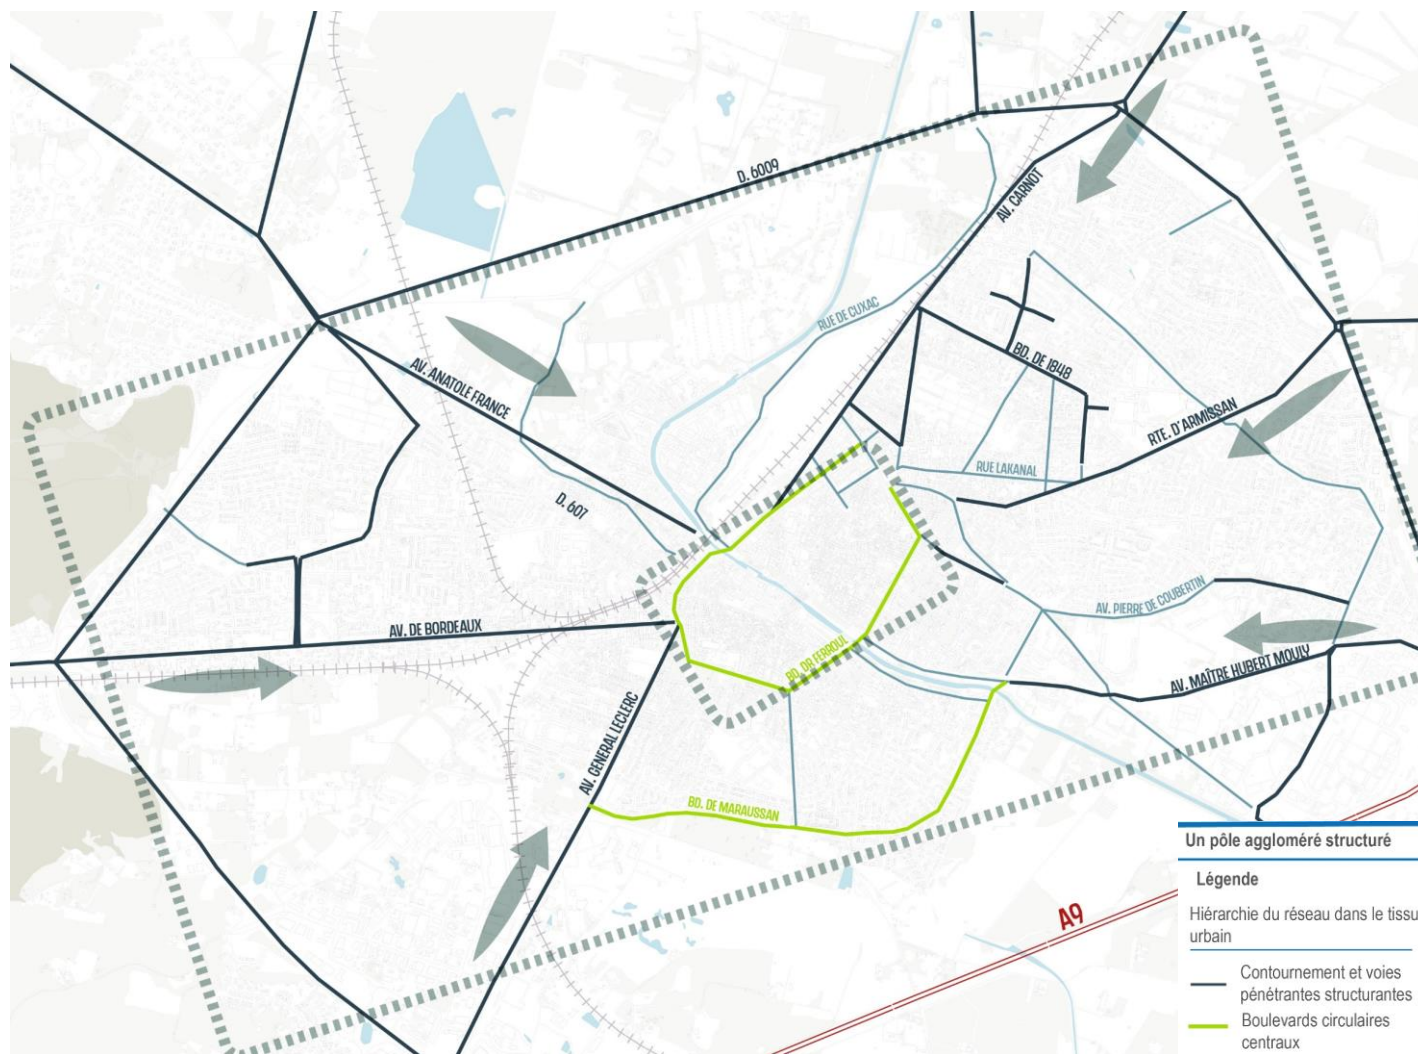 D. 6009
AV. CARNOT
RUE DE CUXAC
AV. ANATOLE FRANCE
BD. DE 1848
RTE. D'ARMISSAN
RUE LAKANAL
D. 607
AV. PIERRE DE COUBERTIN
AV. DE BORDEAUX
BD. DR FERROUL
AV. MAÎTRE HUBERT MOULY
AV. GENERAL LECLERC
BD. DE MARAUSSAN
A9
Un pôle aggloméré structuré
Légende
Hiérarchie du réseau dans le tissu
urbain
Contournement et voies
pénétrantes structurantes
Boulevards circulaires
centraux